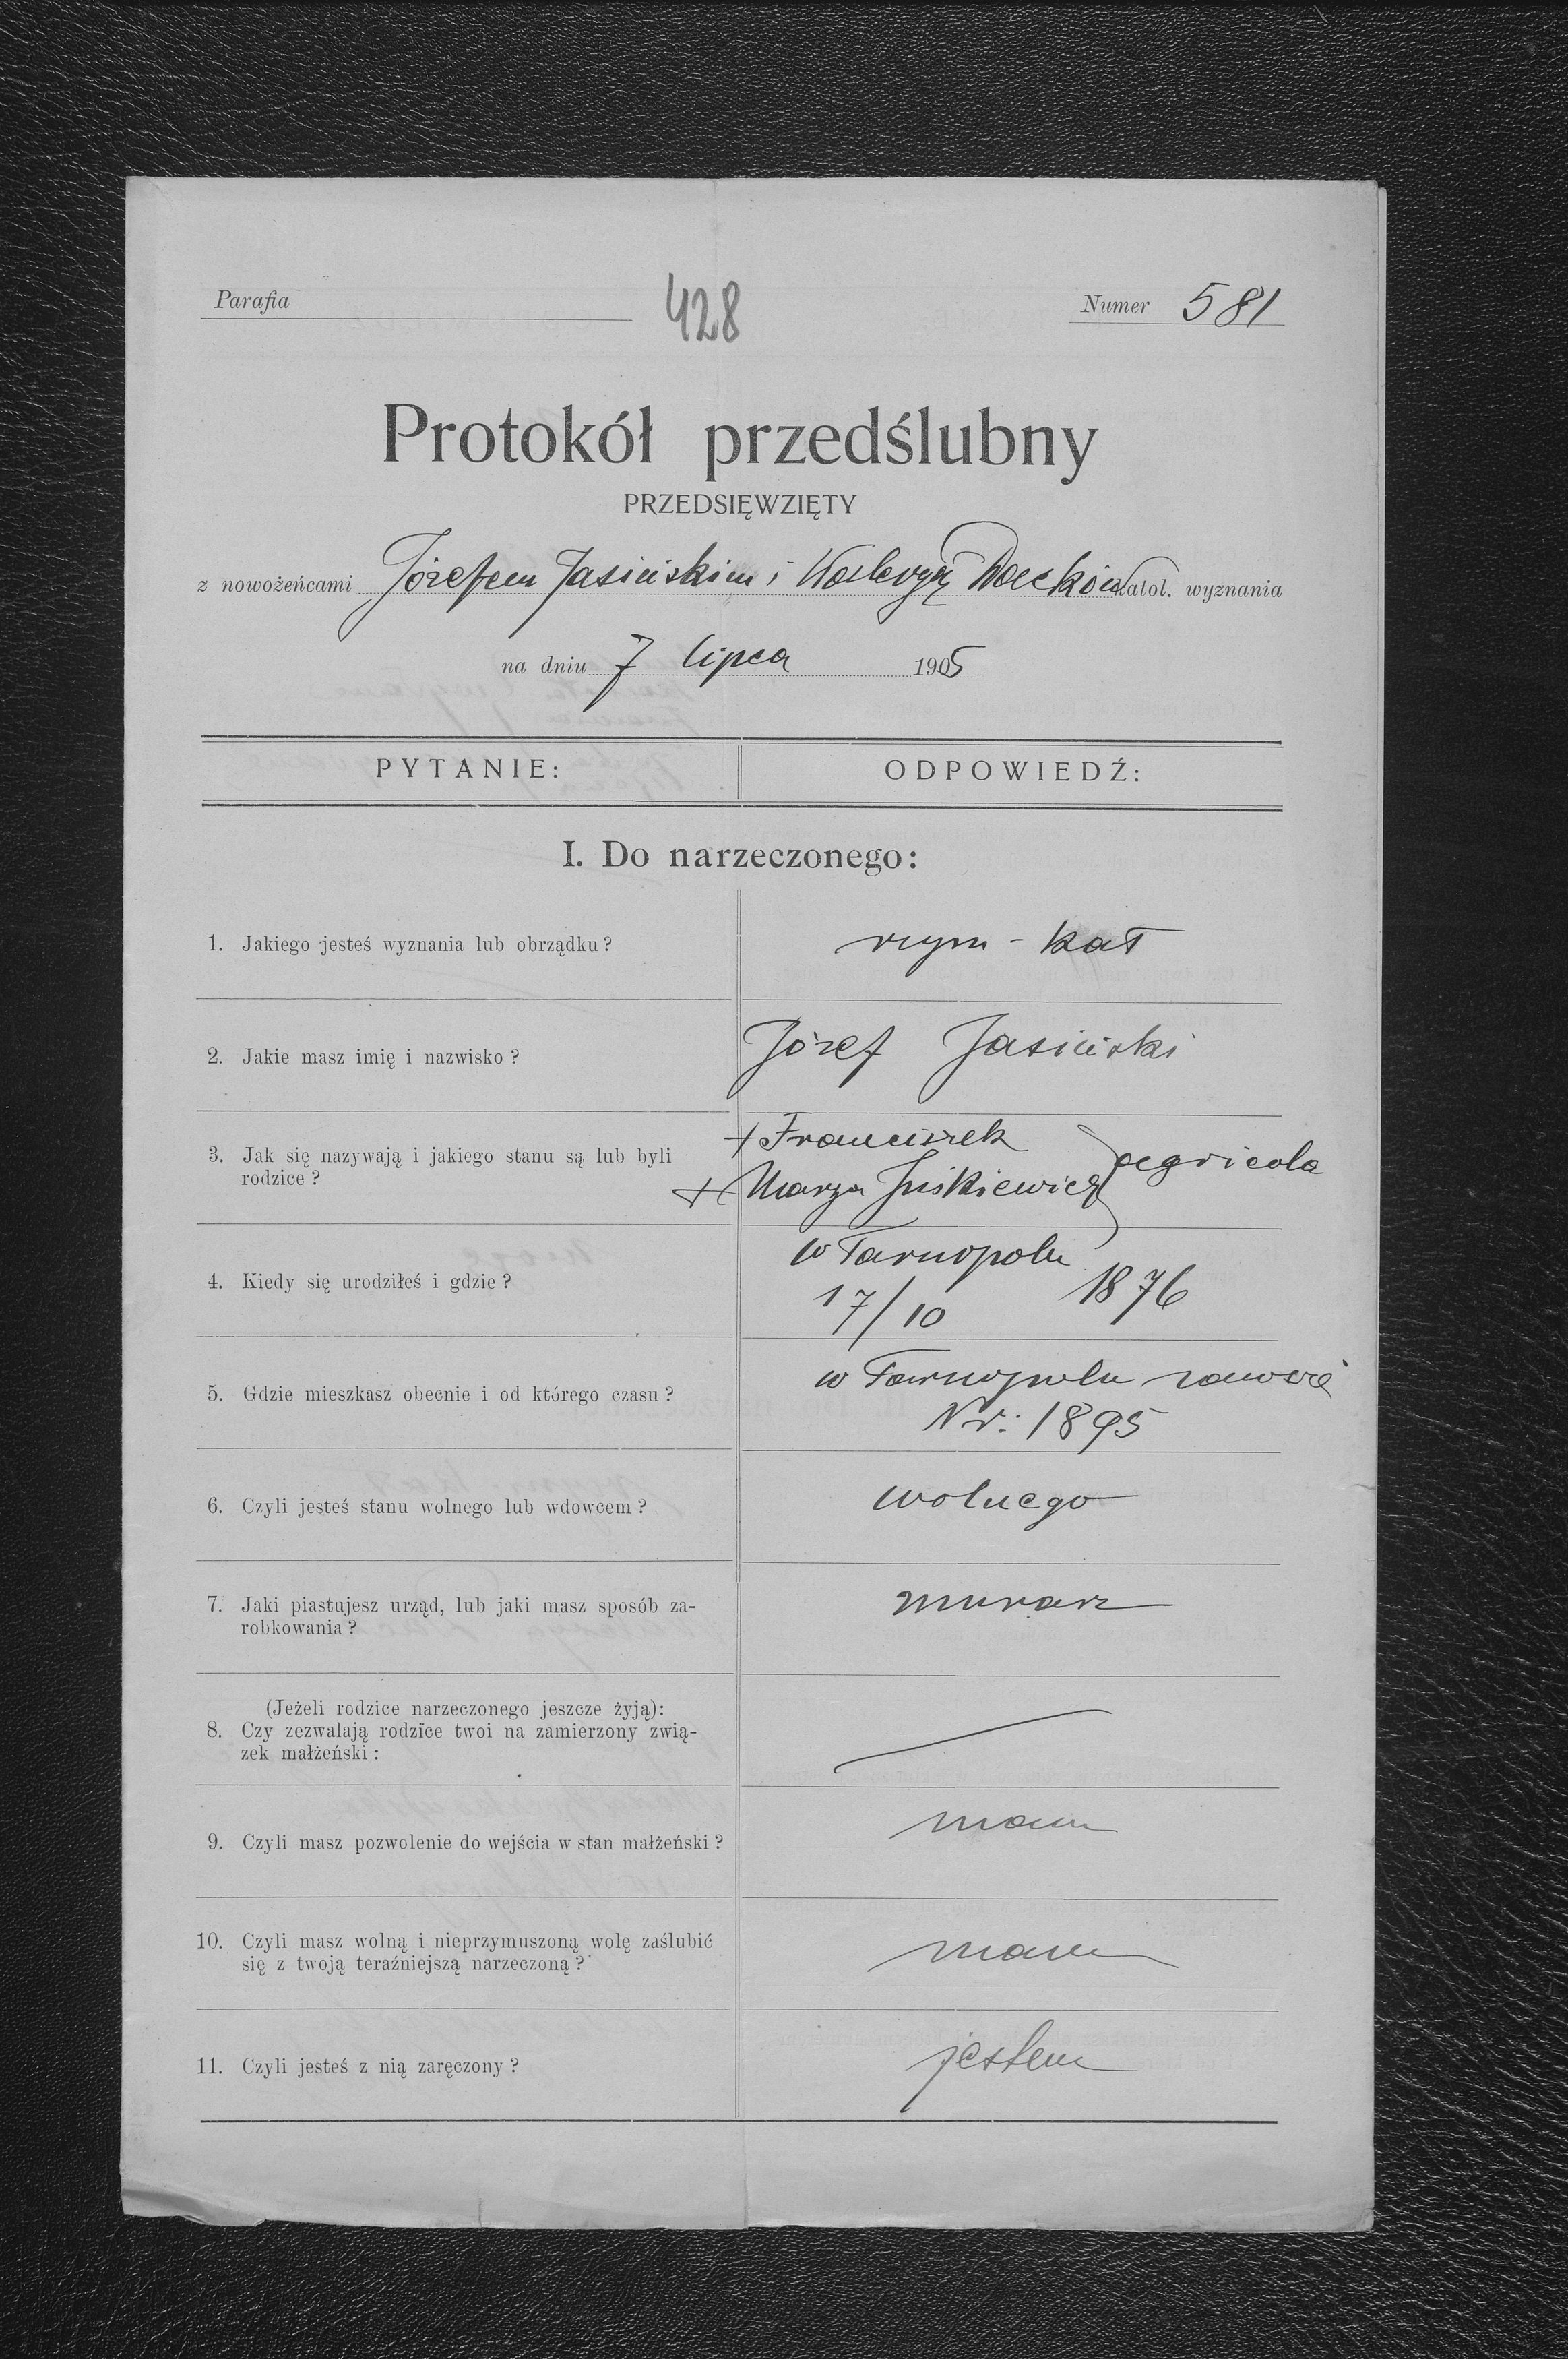 Parafia
428
Numer 581
Protokół przedślubny
PRZEDSIĘWZIĘTY
z nowożeńcami Józefem Jasińskim i katol. wyznania
na dniu 7 lipca 1905
PYTANIE:
ODPOWIEDŹ:
I. Do narzeczonego:
1. Jakiego jesteś wyznania lub obrządku?
rzym-kat
2. Jakie masz imię i nazwisko?
Józef Jasiński
3. Jak się nazywają i jakiego stanu są lub byli
rodzice?
+ Franciszek
+ Marya agricola
4. Kiedy się urodziłeś i gdzie?
w Tarnopolu
17/10 1876
5. Gdzie mieszkasz obecnie i od którego czasu?
w Tarnopolu zawsze
Nr: 1895
6. Czyli jesteś stanu wolnego lub wdowcem?
wolnego
7. Jaki piastujesz urząd, lub jaki masz sposób za-
robkowania?
murarz
(Jeżeli rodzice narzeczonego jeszcze żyją):
8. Czy zezwalają rodzice twoi na zamierzony zwią-
zek małżeński:
9. Czyli masz pozwolenie do wejścia w stan małżeński?
mam
10. Czyli masz wolną i nieprzymuszoną wolę zaślubić
się z twoją teraźniejszą narzeczoną?
mam
11. Czyli jesteś z nią zaręczony?
jestem